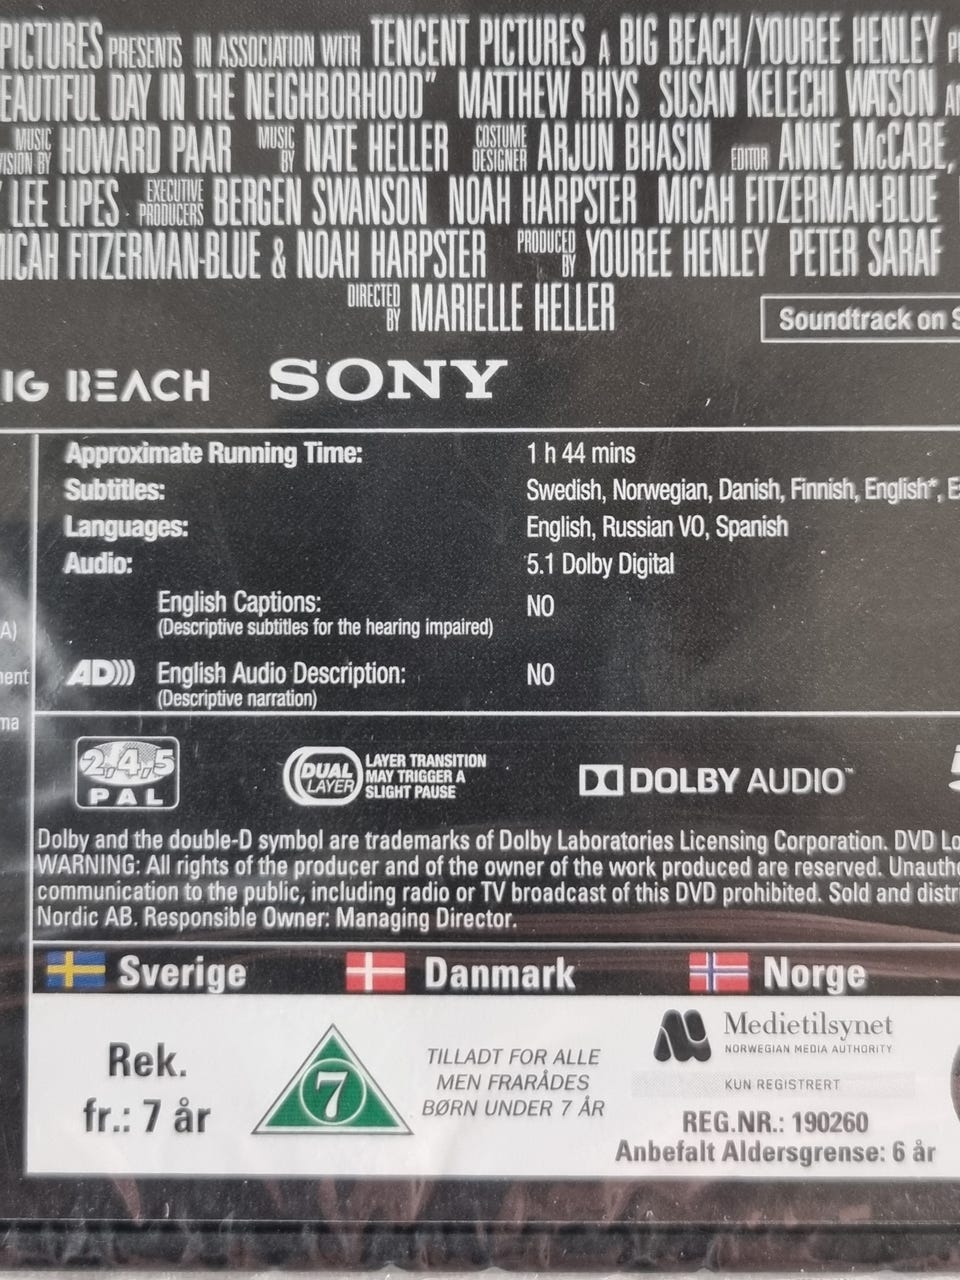 PICTURES PRESENTS IN ASSOCIATION WITH TENCENT PICTURES A BIG BEACH/YOUREE HENLEY
EAUTIFUL DAY IN THE NEIGHBORHOOD" MATTHEW RHYS SUSAN KELECHI WATSON
MUSIC VISION BY HOWARD PAAR MUSIC BY NATE HELLER COSTUME DESIGNER ARJUN BHASIN EDITOR ANNE McCABE,
LEE LIPES EXECUTIVE PRODUCERS BERGEN SWANSON NOAH HARPSTER MICAH FITZERMAN-BLUE
MICAH FITZERMAN-BLUE & NOAH HARPSTER PRODUCED BY YOUREE HENLEY PETER SARAF
DIRECTED BY MARIELLE HELLER
Soundtrack on S
IG BEACH SONY
Approximate Running Time: 1 h 44 mins
Subtitles: Swedish, Norwegian, Danish, Finnish, English*, E
Languages: English, Russian VO, Spanish
Audio: 5.1 Dolby Digital
English Captions: NO
(Descriptive subtitles for the hearing impaired)
A)
AD))) English Audio Description: NO
ment
(Descriptive narration)
ma
2,4,5
PAL
DUAL LAYER
LAYER TRANSITION
MAY TRIGGER A
SLIGHT PAUSE
DOLBY AUDIO™
5
Dolby and the double-D symbol are trademarks of Dolby Laboratories Licensing Corporation. DVD Lo
WARNING: All rights of the producer and of the owner of the work produced are reserved. Unautho
communication to the public, including radio or TV broadcast of this DVD prohibited. Sold and distri
Nordic AB. Responsible Owner: Managing Director.
Sverige Danmark Norge
Rek.
fr.: 7 år
7
TILLADT FOR ALLE
MEN FRARÅDES
BØRN UNDER 7 ÅR
Medietilsynet
NORWEGIAN MEDIA AUTHORITY
KUN REGISTRERT
REG.NR.: 190260
Anbefalt Aldersgrense: 6 år